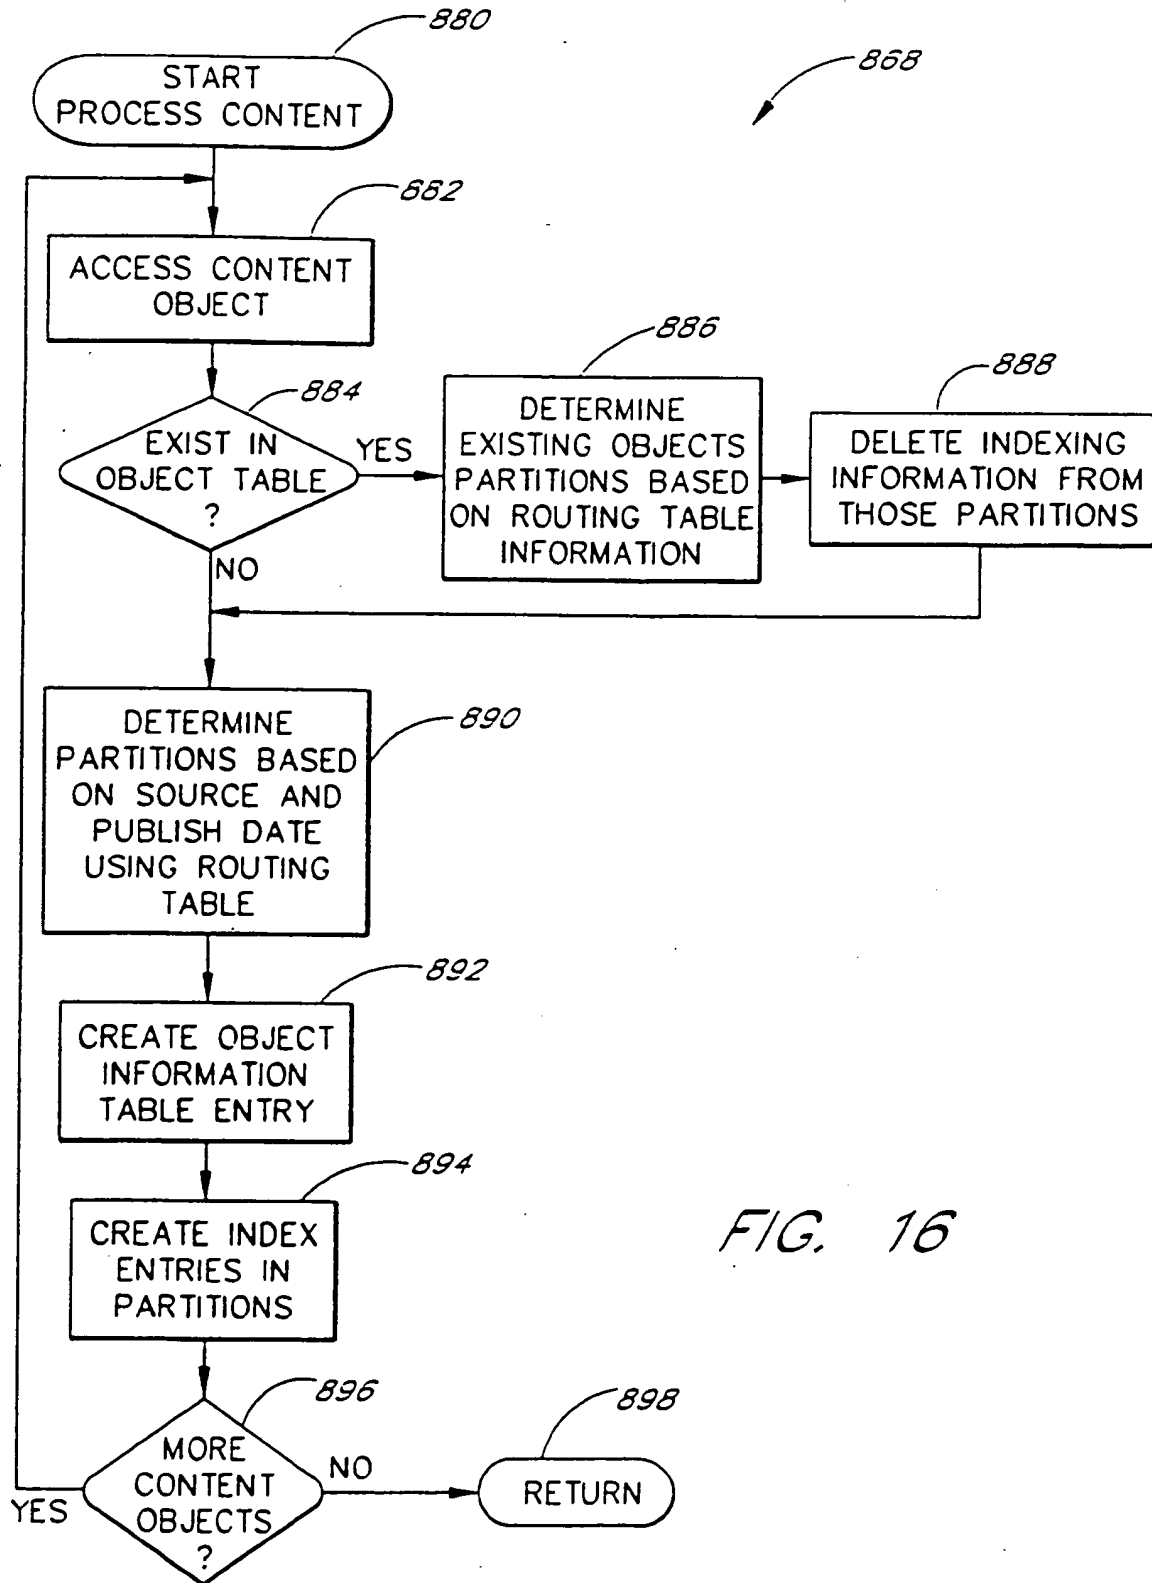 880
START
PROCESS CONTENT
868
882
ACCESS CONTENT
OBJECT
884
EXIST IN
OBJECT TABLE
?
YES
886
DETERMINE
EXISTING OBJECTS
PARTITIONS BASED
ON ROUTING TABLE
INFORMATION
888
DELETE INDEXING
INFORMATION FROM
THOSE PARTITIONS
NO
890
DETERMINE
PARTITIONS BASED
ON SOURCE AND
PUBLISH DATE
USING ROUTING
TABLE
892
CREATE OBJECT
INFORMATION
TABLE ENTRY
894
CREATE INDEX
ENTRIES IN
PARTITIONS
FIG. 16
896
MORE
CONTENT
OBJECTS
?
YES
NO
898
RETURN